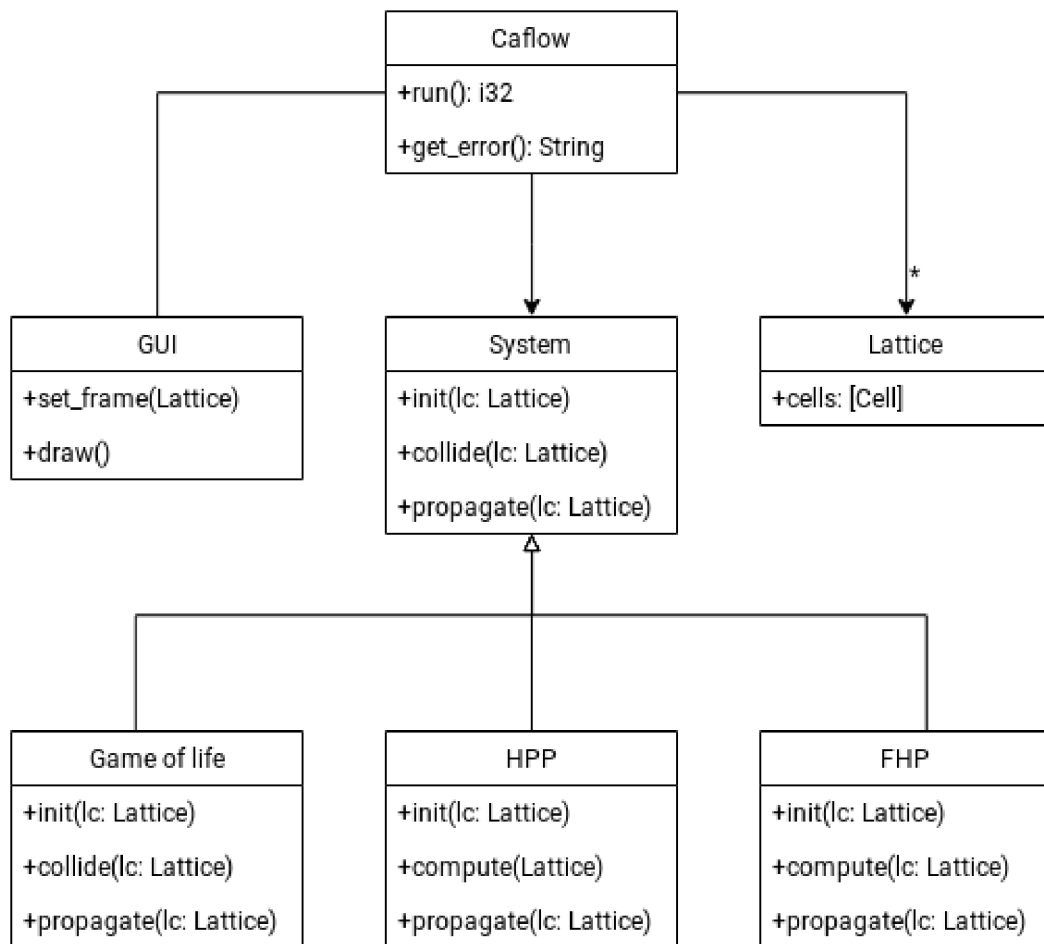 Caflow
+run(): i32
+get_error(): String
*
GUI
+set_frame(Lattice)
+draw()
System
+init(lc: Lattice)
+collide(lc: Lattice)
+propagate(lc: Lattice)
Lattice
+cells: [Cell]
Game of life
+init(lc: Lattice)
+collide(lc: Lattice)
+propagate(lc: Lattice)
HPP
+init(lc: Lattice)
+compute(Lattice)
+propagate(lc: Lattice)
FHP
+init(lc: Lattice)
+compute(lc: Lattice)
+propagate(lc: Lattice)